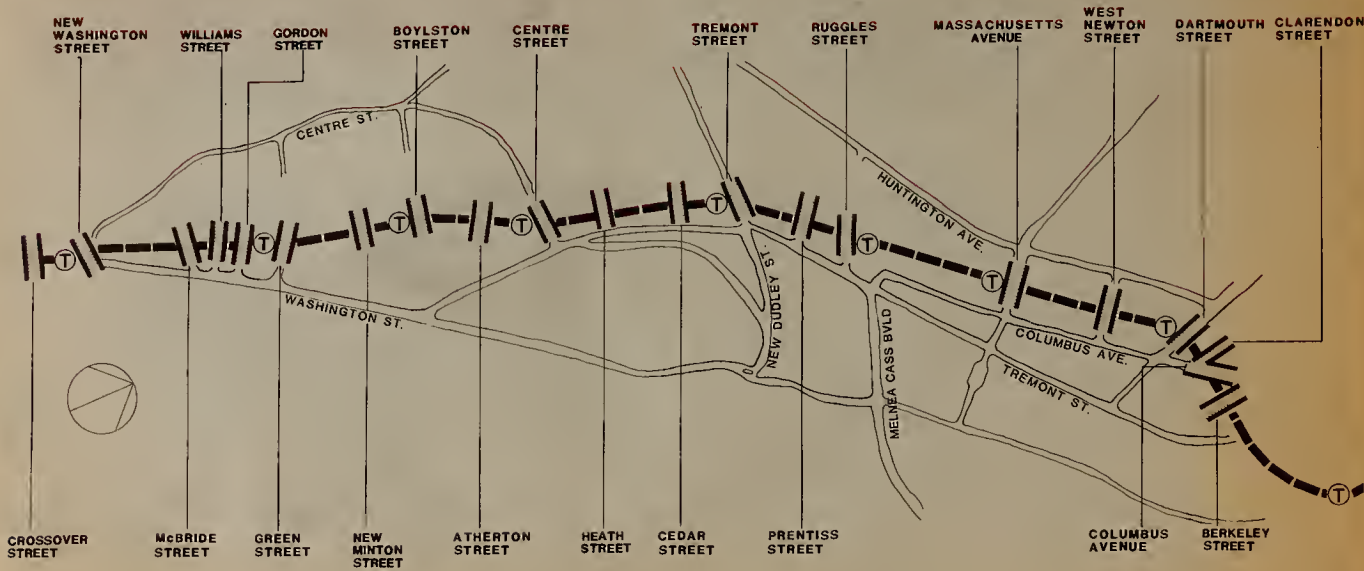 NEW
WASHINGTON
STREET
WILLIAMS
STREET
GORDON
STREET
BOYLSTON
STREET
CENTRE
STREET
TREMONT
STREET
RUGGLES
STREET
MASSACHUSETTS
AVENUE
WEST
NEWTON
STREET
DARTMOUTH
STREET
CLARENDON
STREET
CENTRE ST.
HUNTINGTON AVE.
T
T
T
T
T
T
T
T
T
WASHINGTON ST.
NEW DUDLEY ST.
MELNEA CASS BVLD
COLUMBUS AVE.
TREMONT ST.
CROSSOVER
STREET
McBRIDE
STREET
GREEN
STREET
NEW
MINTON
STREET
ATHERTON
STREET
HEATH
STREET
CEDAR
STREET
PRENTISS
STREET
COLUMBUS
AVENUE
BERKELEY
STREET